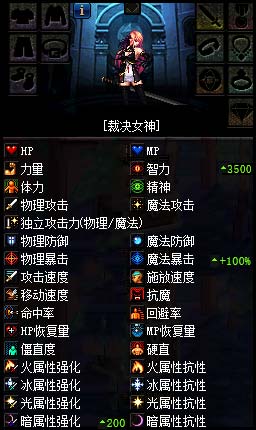 [裁决女神]
HP MP
力量 智力 3500
体力 精神
物理攻击 魔法攻击
独立攻击力(物理/魔法)
物理防御 魔法防御
物理暴击 魔法暴击 +100%
攻击速度 施放速度
移动速度 抗魔
命中率 回避率
HP恢复量 MP恢复量
僵直度 硬直
火属性强化 火属性抗性
冰属性强化 冰属性抗性
光属性强化 光属性抗性
暗属性强化 200 暗属性抗性